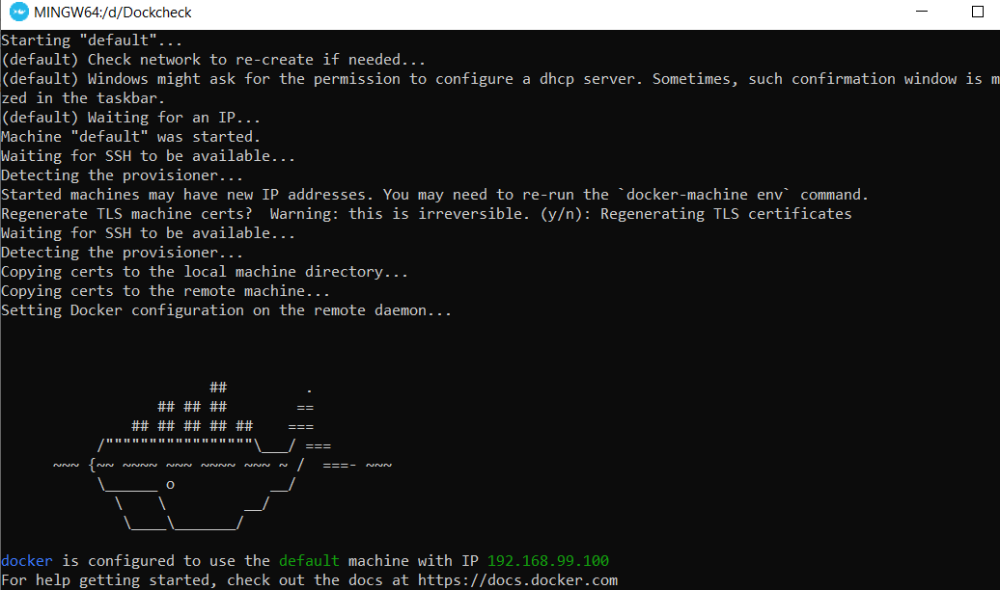 MINGW64:/d/Dockcheck
Starting "default"...
(default) Check network to re-create if needed...
(default) Windows might ask for the permission to configure a dhcp server. Sometimes, such confirmation window is m
zed in the taskbar.
(default) Waiting for an IP...
Machine "default" was started.
Waiting for SSH to be available...
Detecting the provisioner...
Started machines may have new IP addresses. You may need to re-run the `docker-machine env` command.
Regenerate TLS machine certs?  Warning: this is irreversible. (y/n): Regenerating TLS certificates
Waiting for SSH to be available...
Detecting the provisioner...
Copying certs to the local machine directory...
Copying certs to the remote machine...
Setting Docker configuration on the remote daemon...
                        ##         .
                  ## ## ##        ==
               ## ## ## ## ##    ===
           /"""""""""""""""""\___/ ===
      ~~~ {~~ ~~~~ ~~~ ~~~~ ~~~ ~ /  ===- ~~~
           \______ o           __/
             \    \         __/
              \____\_______/
docker is configured to use the default machine with IP 192.168.99.100
For help getting started, check out the docs at https://docs.docker.com